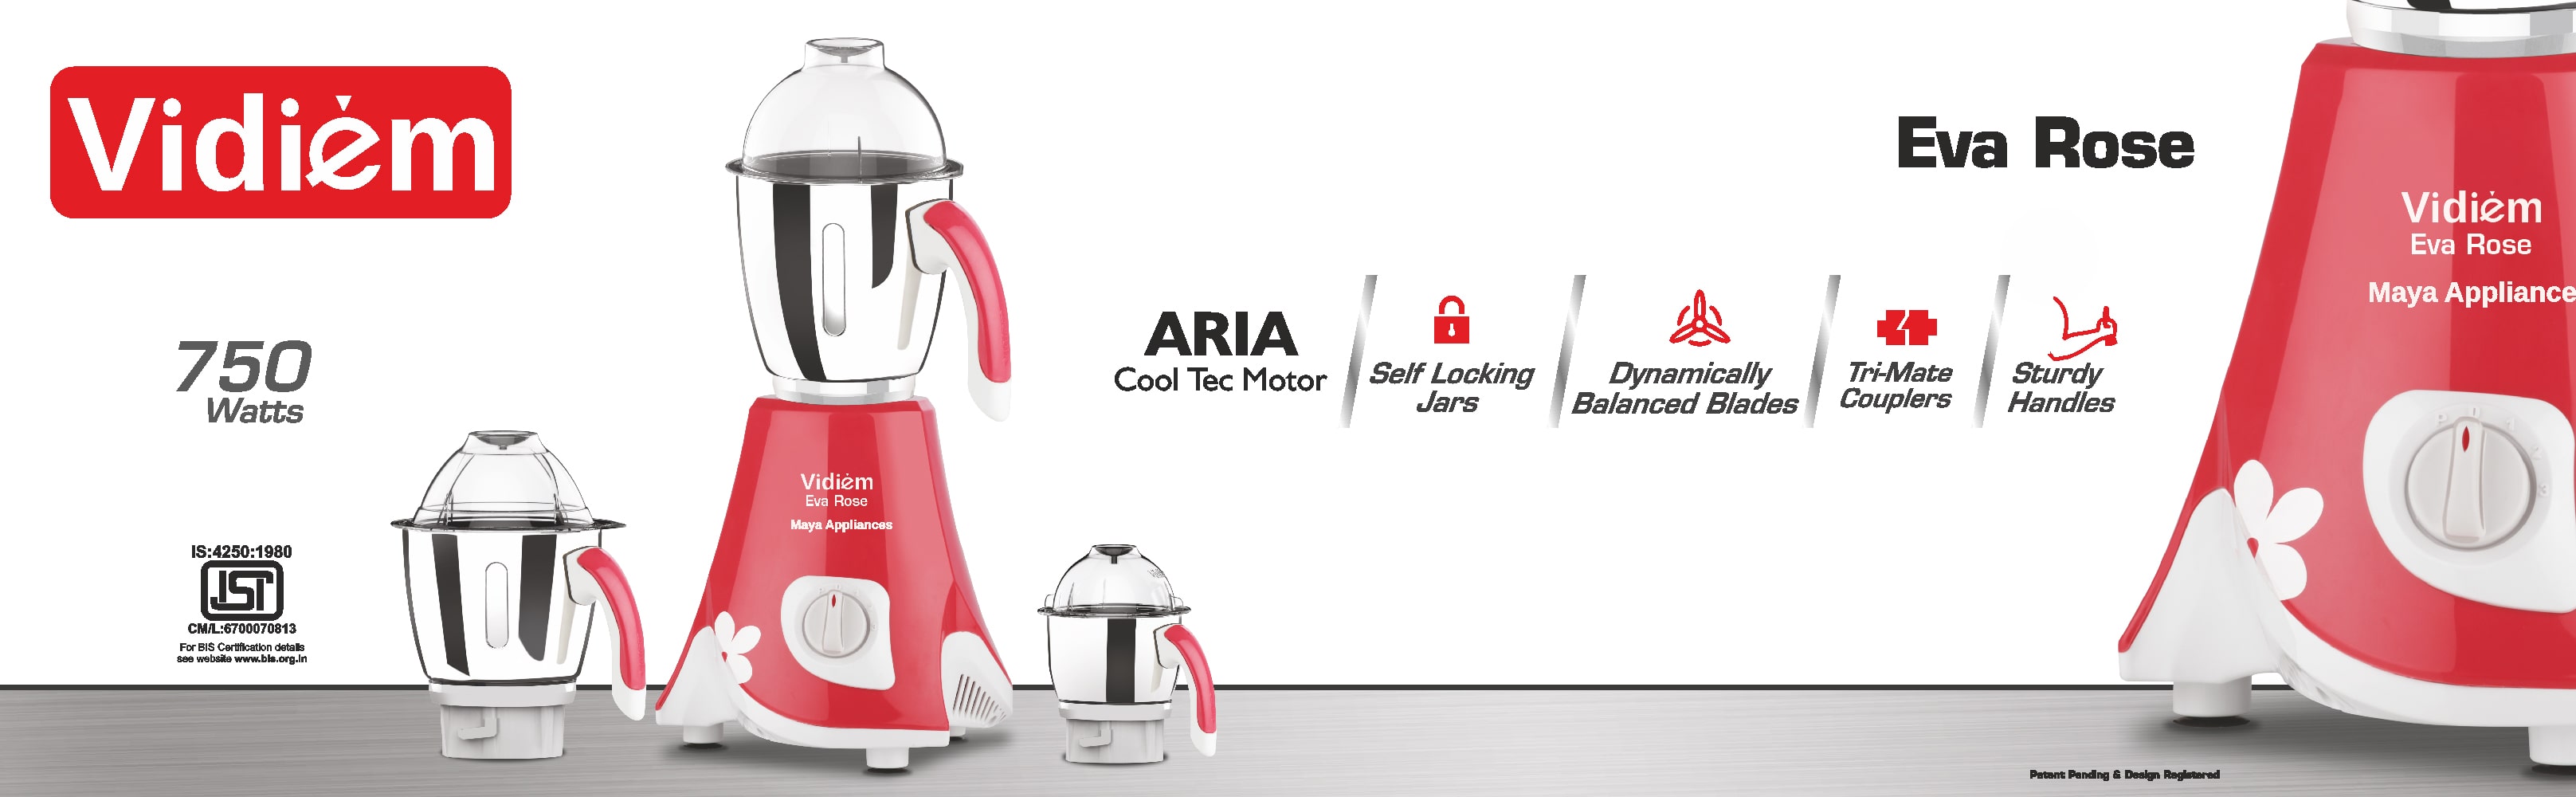 Vidiem
750
Watts
IS:4250:1980
ISI
CM/L:6700070813
For BIS Certification details
see website www.bis.org.in
Vidiem
Eva Rose
Maya Appliances
ARIA
Cool Tec Motor
Self Locking
Jars
Dynamically
Balanced Blades
Tri-Mate
Couplers
Sturdy
Handles
Eva Rose
Vidiem
Eva Rose
Maya Appliance
Patent Pending & Design Registered